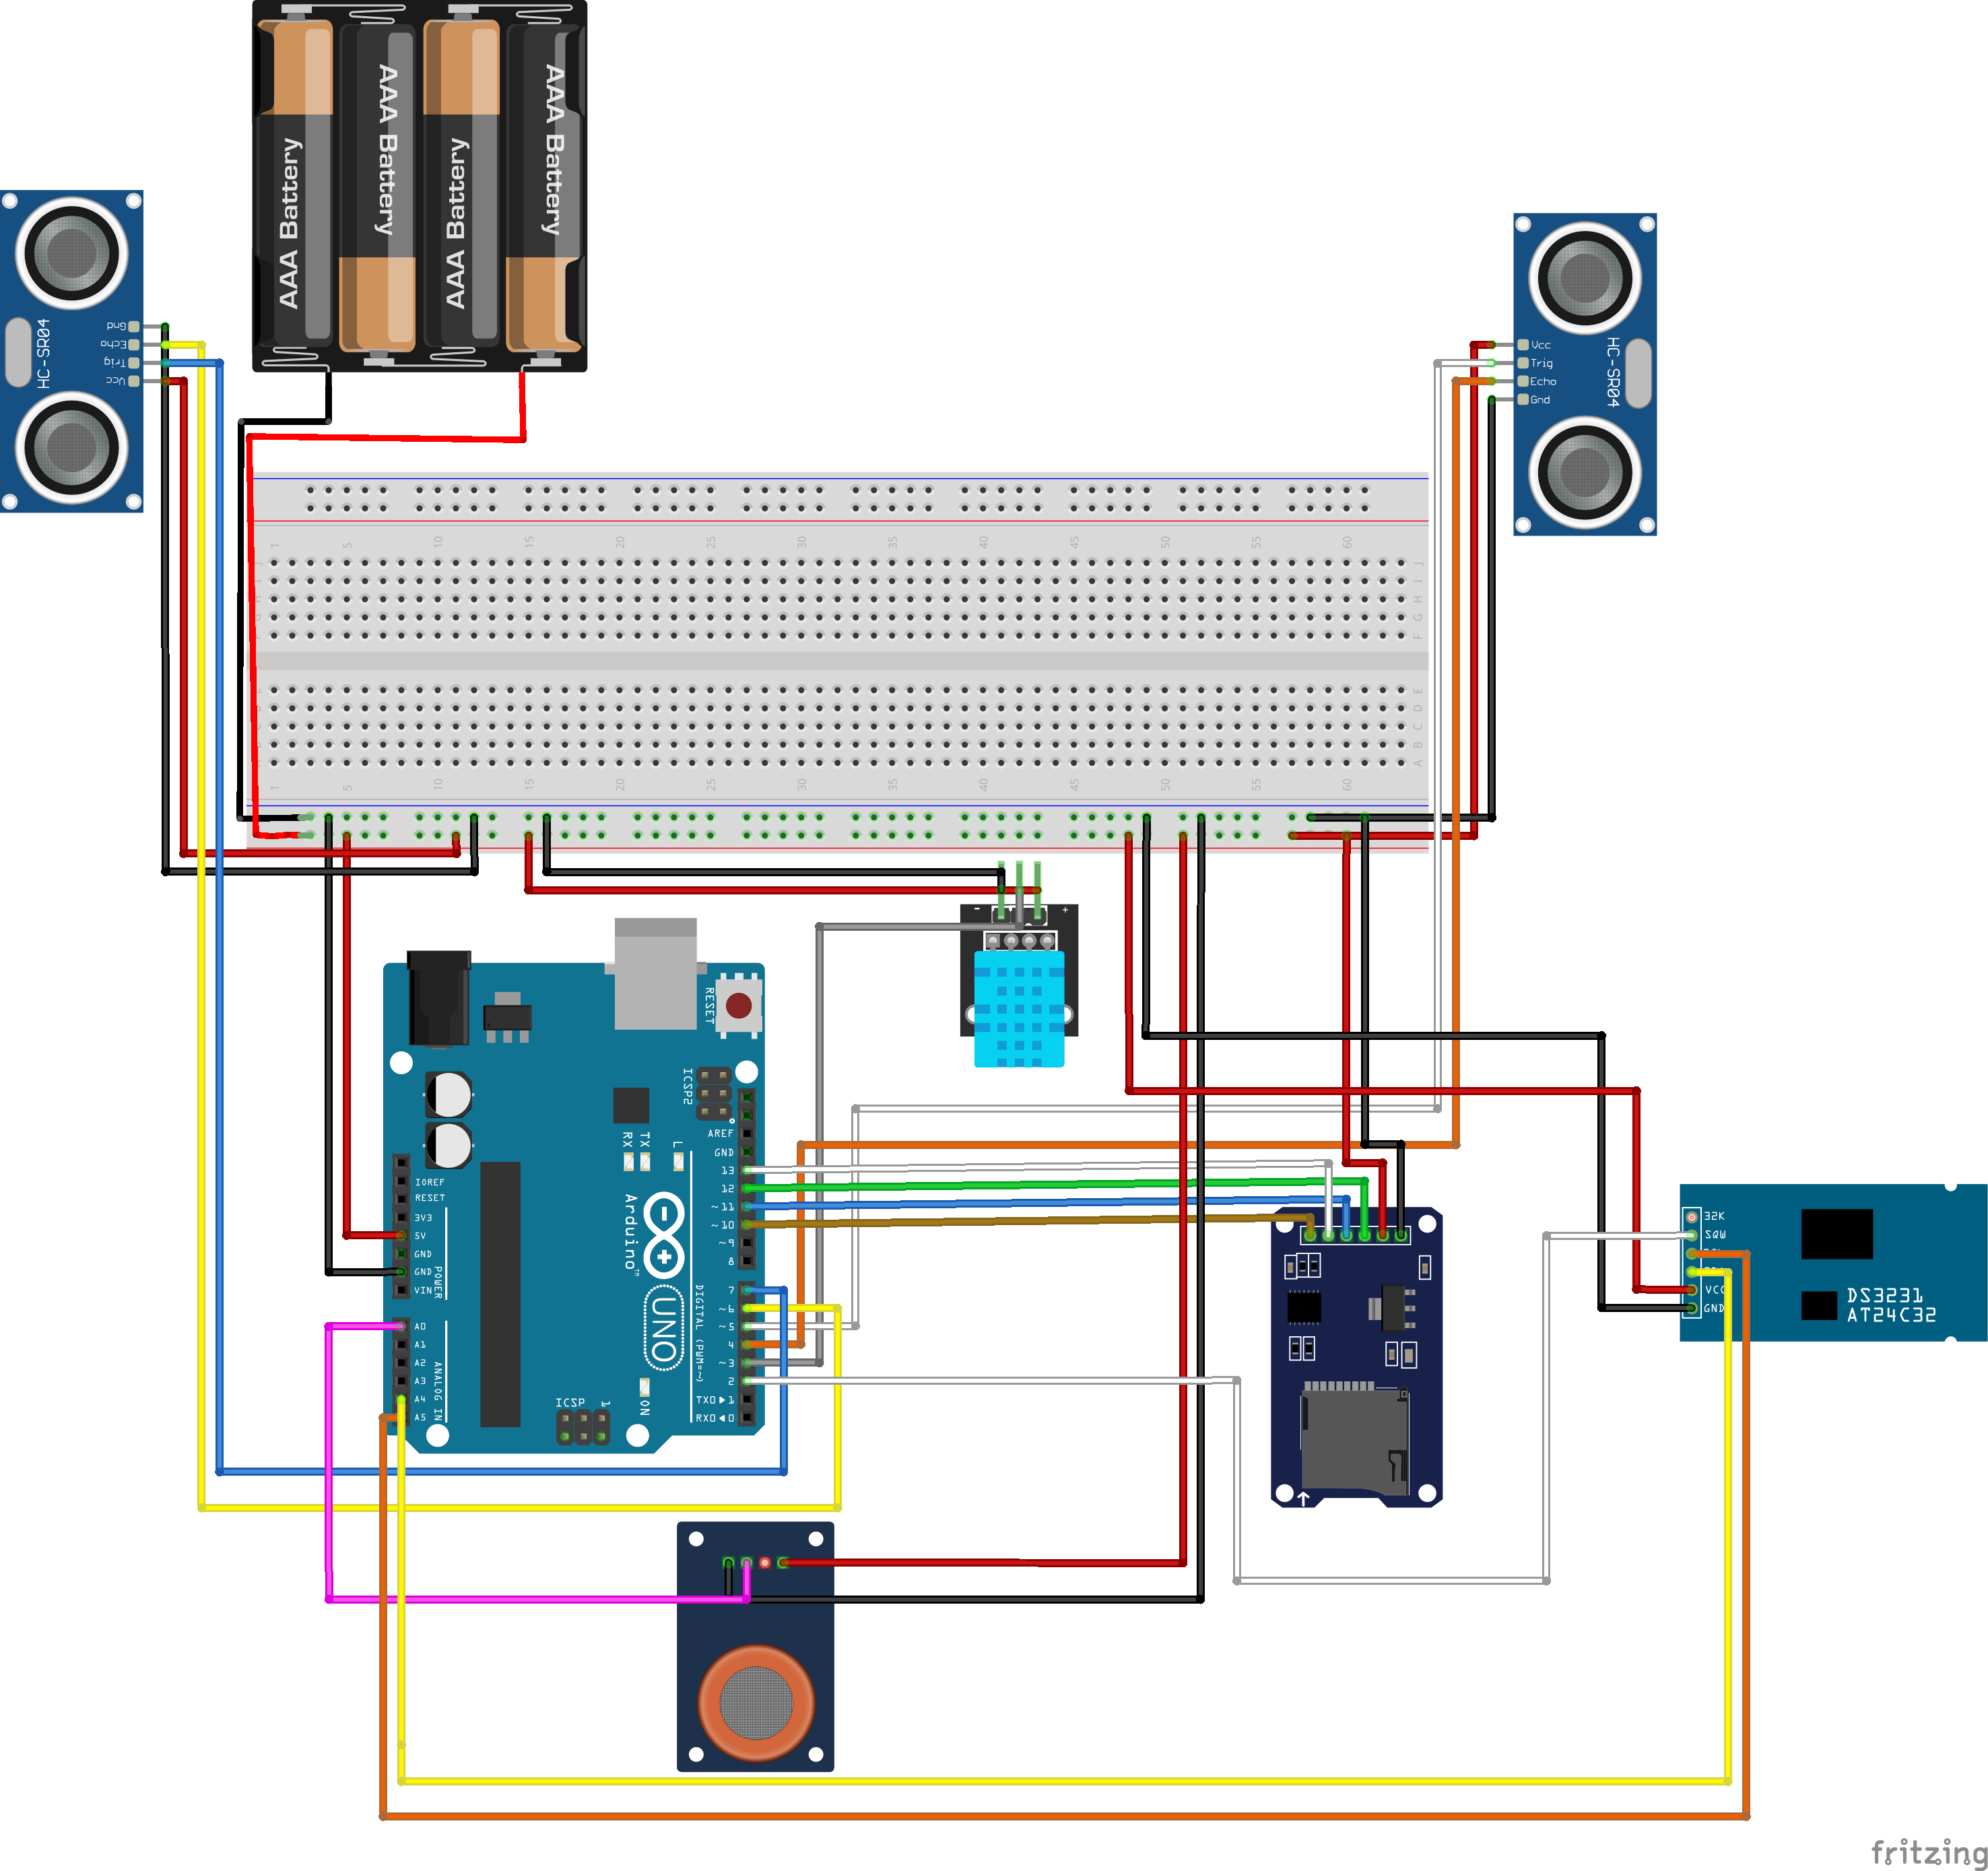 AAA Battery
AAA Battery
AAA Battery
AAA Battery
HC-SR04
Gnd
Echo
Trig
Vcc
HC-SR04
Vcc
Trig
Echo
Gnd
1 5 10 15 20 25 30 35 40 45 50 55 60
J
I
H
G
F
E
D
C
B
A
1 5 10 15 20 25 30 35 40 45 50 55 60
- +
RESET
ICSP2
AREF
GND
13
12
~11
~10
~9
8
7
~6
~5
4
~3
2
TX0▶1
RX0◀0
RX
TX
L
IOREF
RESET
3V3
5V
GND
GND
VIN
POWER
A0
A1
A2
A3
A4
A5
ANALOG IN
Arduino™
UNO
DIGITAL (PWM=~)
ICSP
1
ON
32K
SQW
VCC
GND
DS3231
AT24C32
fritzing